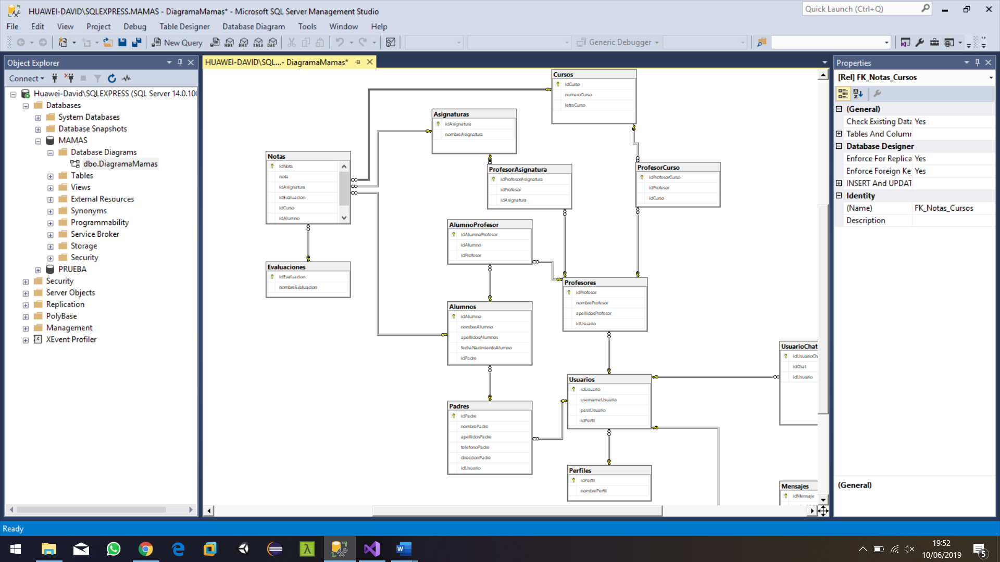 HUAWEI-DAVID\SQLEXPRESS.MAMAS - DiagramaMamas* - Microsoft SQL Server Management Studio
Quick Launch (Ctrl+Q)
File Edit View Project Debug Table Designer Database Diagram Tools Window Help
New Query MDX DMX XMLA DAX Generic Debugger
Object Explorer
Connect
Huawei-David\SQLEXPRESS (SQL Server 14.0.100
Databases
System Databases
Database Snapshots
MAMAS
Database Diagrams
dbo.DiagramaMamas
Tables
Views
External Resources
Synonyms
Programmability
Service Broker
Storage
Security
PRUEBA
Security
Server Objects
Replication
PolyBase
Management
XEvent Profiler
HUAWEI-DAVID\SQL...- DiagramaMamas*
Cursos
idCurso
numeroCurso
letraCurso
Asignaturas
idAsignatura
nombreAsignatura
Notas
idNota
nota
idAsignatura
idEvaluacion
idCurso
idAlumno
ProfesorAsignatura
idProfesorAsignatura
idProfesor
idAsignatura
ProfesorCurso
idProfesorCurso
idProfesor
idCurso
AlumnoProfesor
idAlumnoProfesor
idAlumno
idProfesor
Evaluaciones
idEvaluacion
nombreEvaluacion
Profesores
idProfesor
nombreProfesor
apellidosProfesor
idUsuario
Alumnos
idAlumno
nombreAlumno
apellidosAlumnos
fechaNacimientoAlumno
idPadre
UsuarioChat
idUsuarioCh
idChat
idUsuario
Usuarios
idUsuario
usernameUsuario
passUsuario
idPerfil
Padres
idPadre
nombrePadre
apellidosPadre
telefonoPadre
direccionPadre
idUsuario
Perfiles
idPerfil
nombrePerfil
Mensajes
idMensaje
Properties
[Rel] FK_Notas_Cursos
(General)
Check Existing Data Yes
Tables And Column
Database Designer
Enforce For Replica Yes
Enforce Foreign Key Yes
INSERT And UPDAT
Identity
(Name) FK_Notas_Cursos
Description
(General)
Ready
19:52
10/06/2019
5